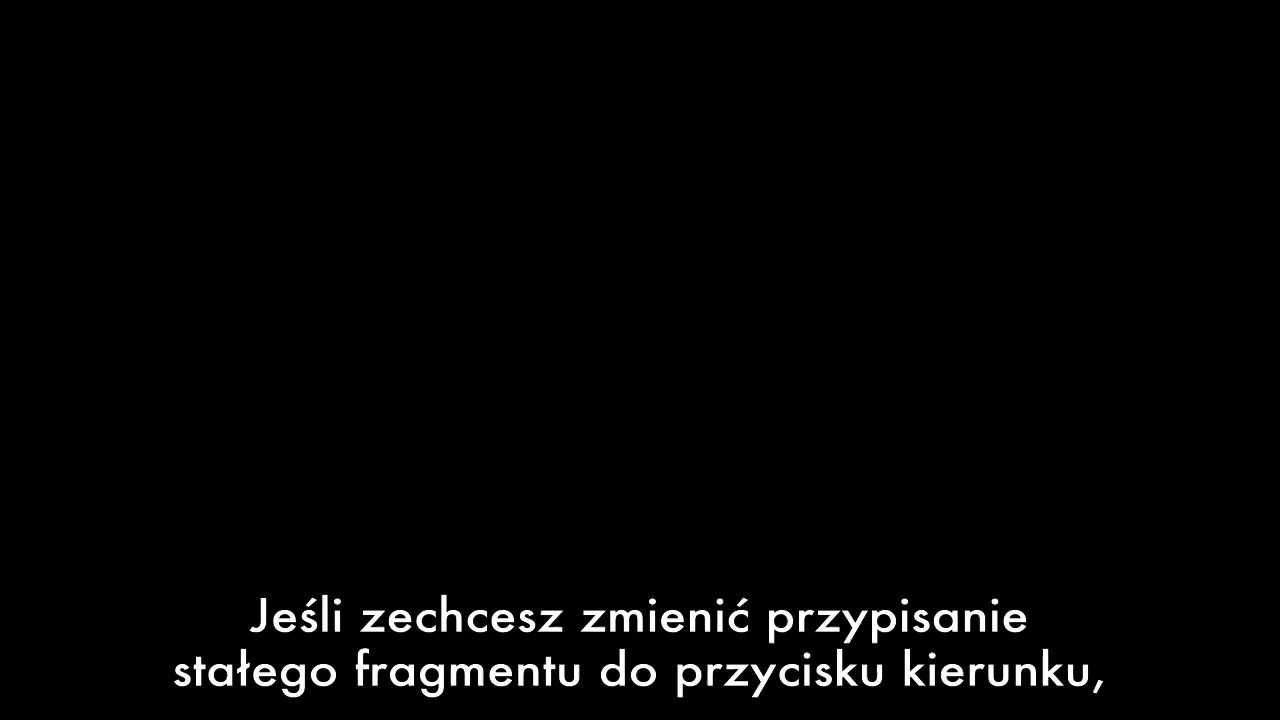 Jeśli zechcesz zmienić przypisanie
stałego fragmentu do przycisku kierunku,